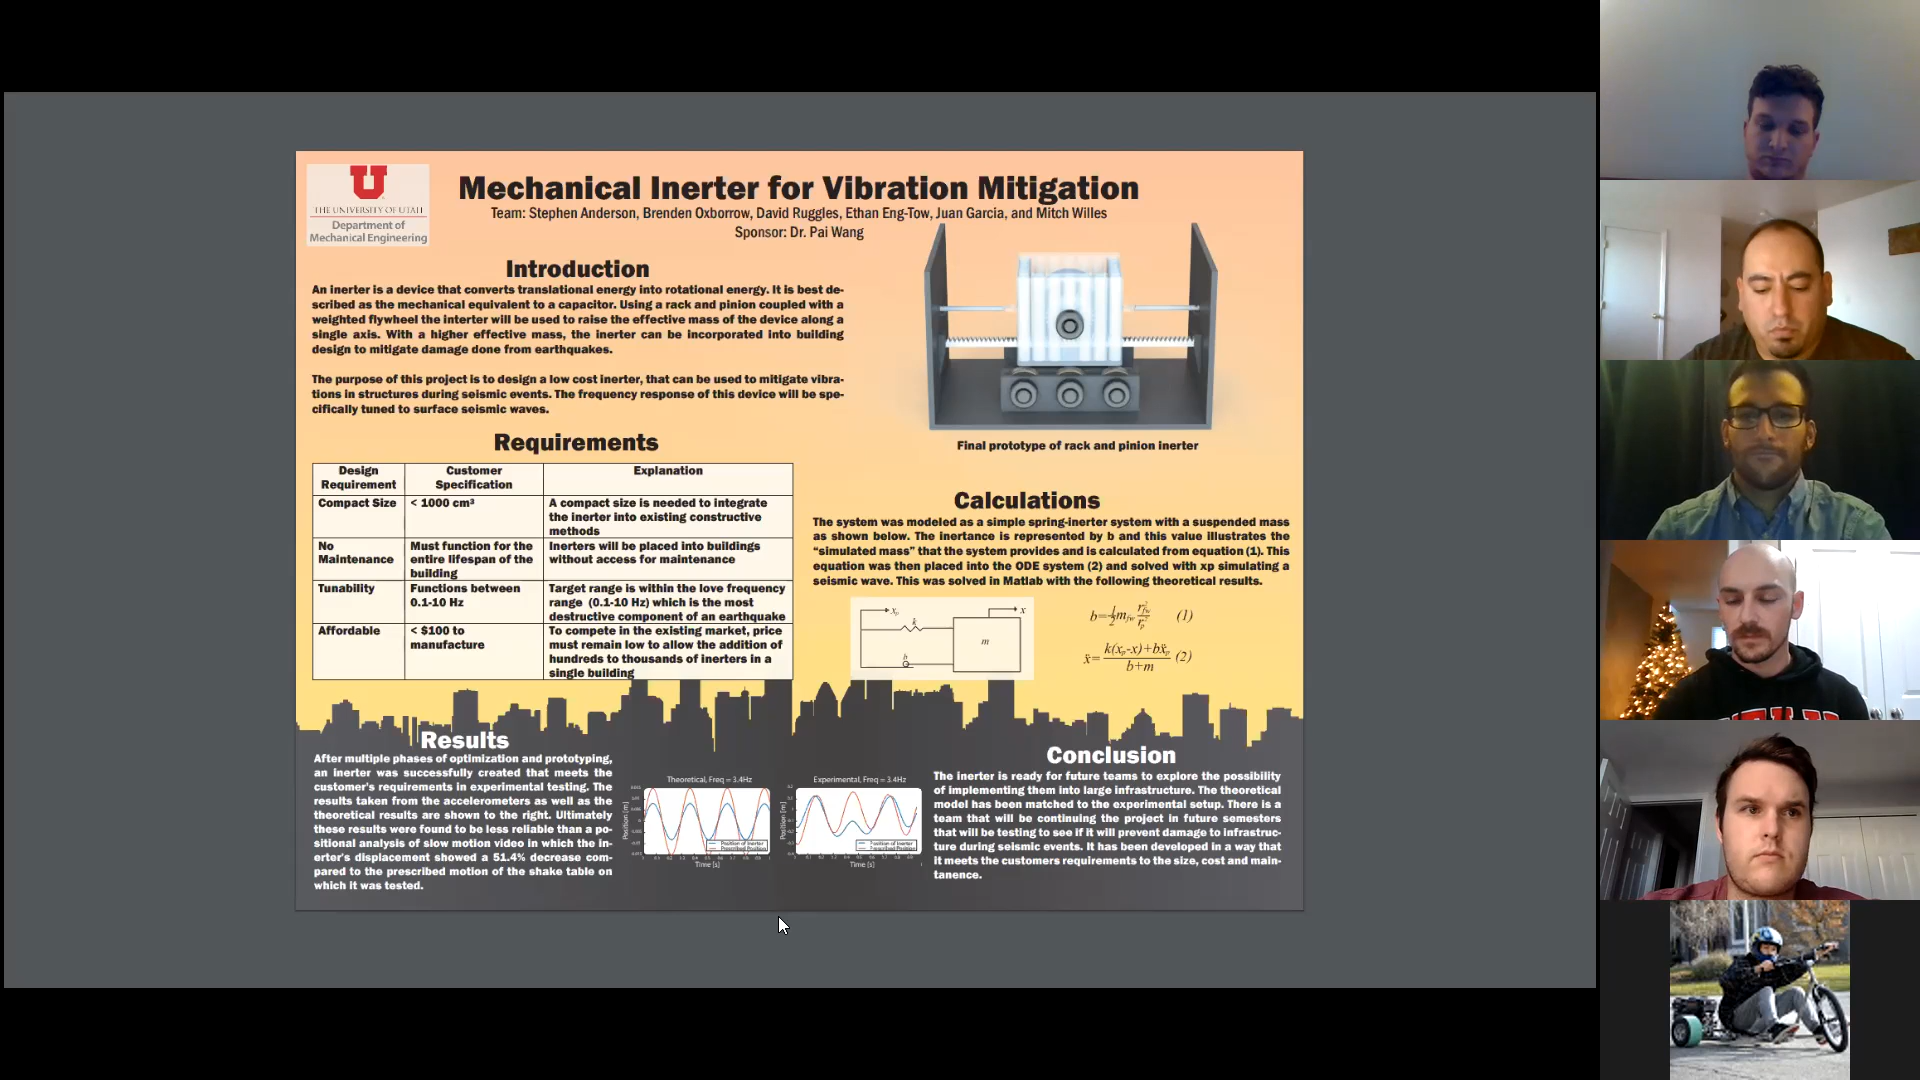 U
THE UNIVERSITY OF UTAH
Department of
Mechanical Engineering
Mechanical Inerter for Vibration Mitigation
Team: Stephen Anderson, Brenden Oxborrow, David Ruggles, Ethan Eng-Tow, Juan Garcia, and Mitch Willes
Sponsor: Dr. Pai Wang
Introduction
An inerter is a device that converts translational energy into rotational energy. It is best de-
scribed as the mechanical equivalent to a capacitor. Using a rack and pinion coupled with a
weighted flywheel the interter will be used to raise the effective mass of the device along a
single axis. With a higher effective mass, the inerter can be incorporated into building
design to mitigate damage done from earthquakes.
The purpose of this project is to design a low cost inerter, that can be used to mitigate vibra-
tions in structures during seismic events. The frequency response of this device will be spe-
cifically tuned to surface seismic waves.
Final prototype of rack and pinion inerter
Requirements
Design
Requirement
Customer
Specification
Explanation
Compact Size
< 1000 cm³
A compact size is needed to integrate
the inerter into existing constructive
methods
No
Maintenance
Must function for the
entire lifespan of the
building
Inerters will be placed into buildings
without access for maintenance
Tunability
Functions between
0.1-10 Hz
Target range is within the love frequency
range (0.1-10 Hz) which is the most
destructive component of an earthquake
Affordable
< $100 to
manufacture
To compete in the existing market, price
must remain low to allow the addition of
hundreds to thousands of inerters in a
single building
Calculations
The system was modeled as a simple spring-inerter system with a suspended mass
as shown below. The inertance is represented by b and this value illustrates the
“simulated mass” that the system provides and is calculated from equation (1). This
equation was then placed into the ODE system (2) and solved with xp simulating a
seismic wave. This was solved in Matlab with the following theoretical results.
xₚ
x
k
m
b
b=½m_fw r²_fw/r²_p (1)
ẍ=k(xₚ-x)+bẍₚ/b+m (2)
Results
After multiple phases of optimization and prototyping,
an inerter was successfully created that meets the
customer's requirements in experimental testing. The
results taken from the accelerometers as well as the
theoretical results are shown to the right. Ultimately
these results were found to be less reliable than a po-
sitional analysis of slow motion video in which the in-
erter's displacement showed a 51.4% decrease com-
pared to the prescribed motion of the shake table on
which it was tested.
Theoretical, Freq = 3.4Hz
Position [m]
Position of Inerter
Prescribed Position
Time [s]
Experimental, Freq = 3.4Hz
Position [m]
Position of Inerter
Prescribed Position
Time [s]
Conclusion
The inerter is ready for future teams to explore the possibility
of implementing them into large infrastructure. The theoretical
model has been matched to the experimental setup. There is a
team that will be continuing the project in future semesters
that will be testing to see if it will prevent damage to infrastruc-
ture during seismic events. It has been developed in a way that
it meets the customers requirements to the size, cost and main-
tanence.